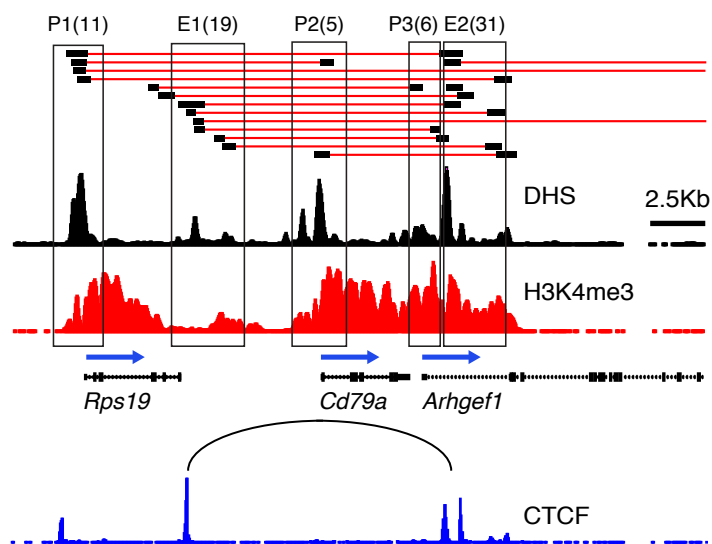 P1(11) E1(19) P2(5) P3(6) E2(31)
DHS
2.5Kb
H3K4me3
Rps19 Cd79a Arhgef1
CTCF